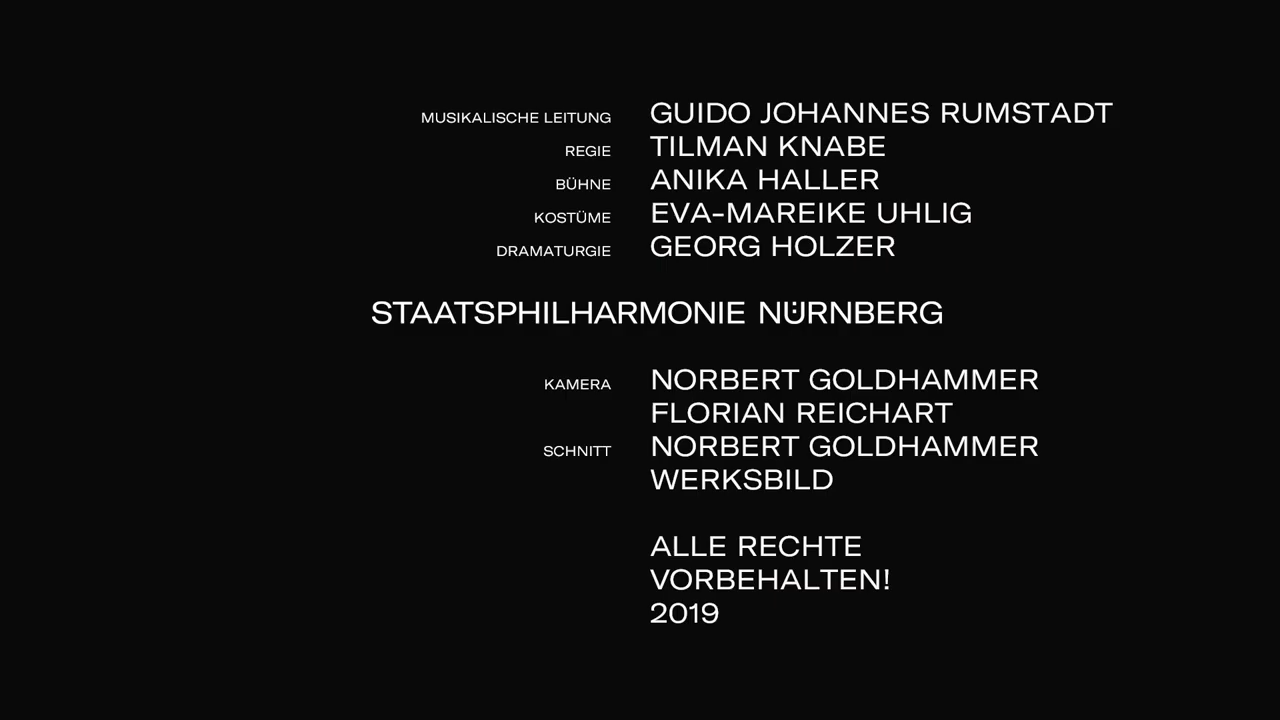 MUSIKALISCHE LEITUNG GUIDO JOHANNES RUMSTADT
REGIE TILMAN KNABE
BÜHNE ANIKA HALLER
KOSTÜME EVA-MAREIKE UHLIG
DRAMATURGIE GEORG HOLZER
STAATSPHILHARMONIE NÜRNBERG
KAMERA NORBERT GOLDHAMMER
FLORIAN REICHART
SCHNITT NORBERT GOLDHAMMER
WERKSBILD
ALLE RECHTE
VORBEHALTEN!
2019